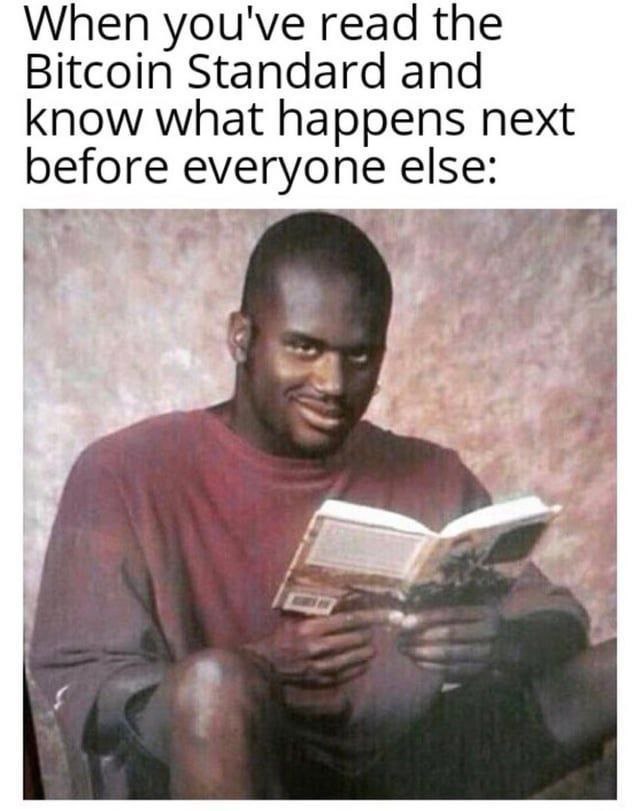 When you've read the
Bitcoin Standard and
know what happens next
before everyone else: